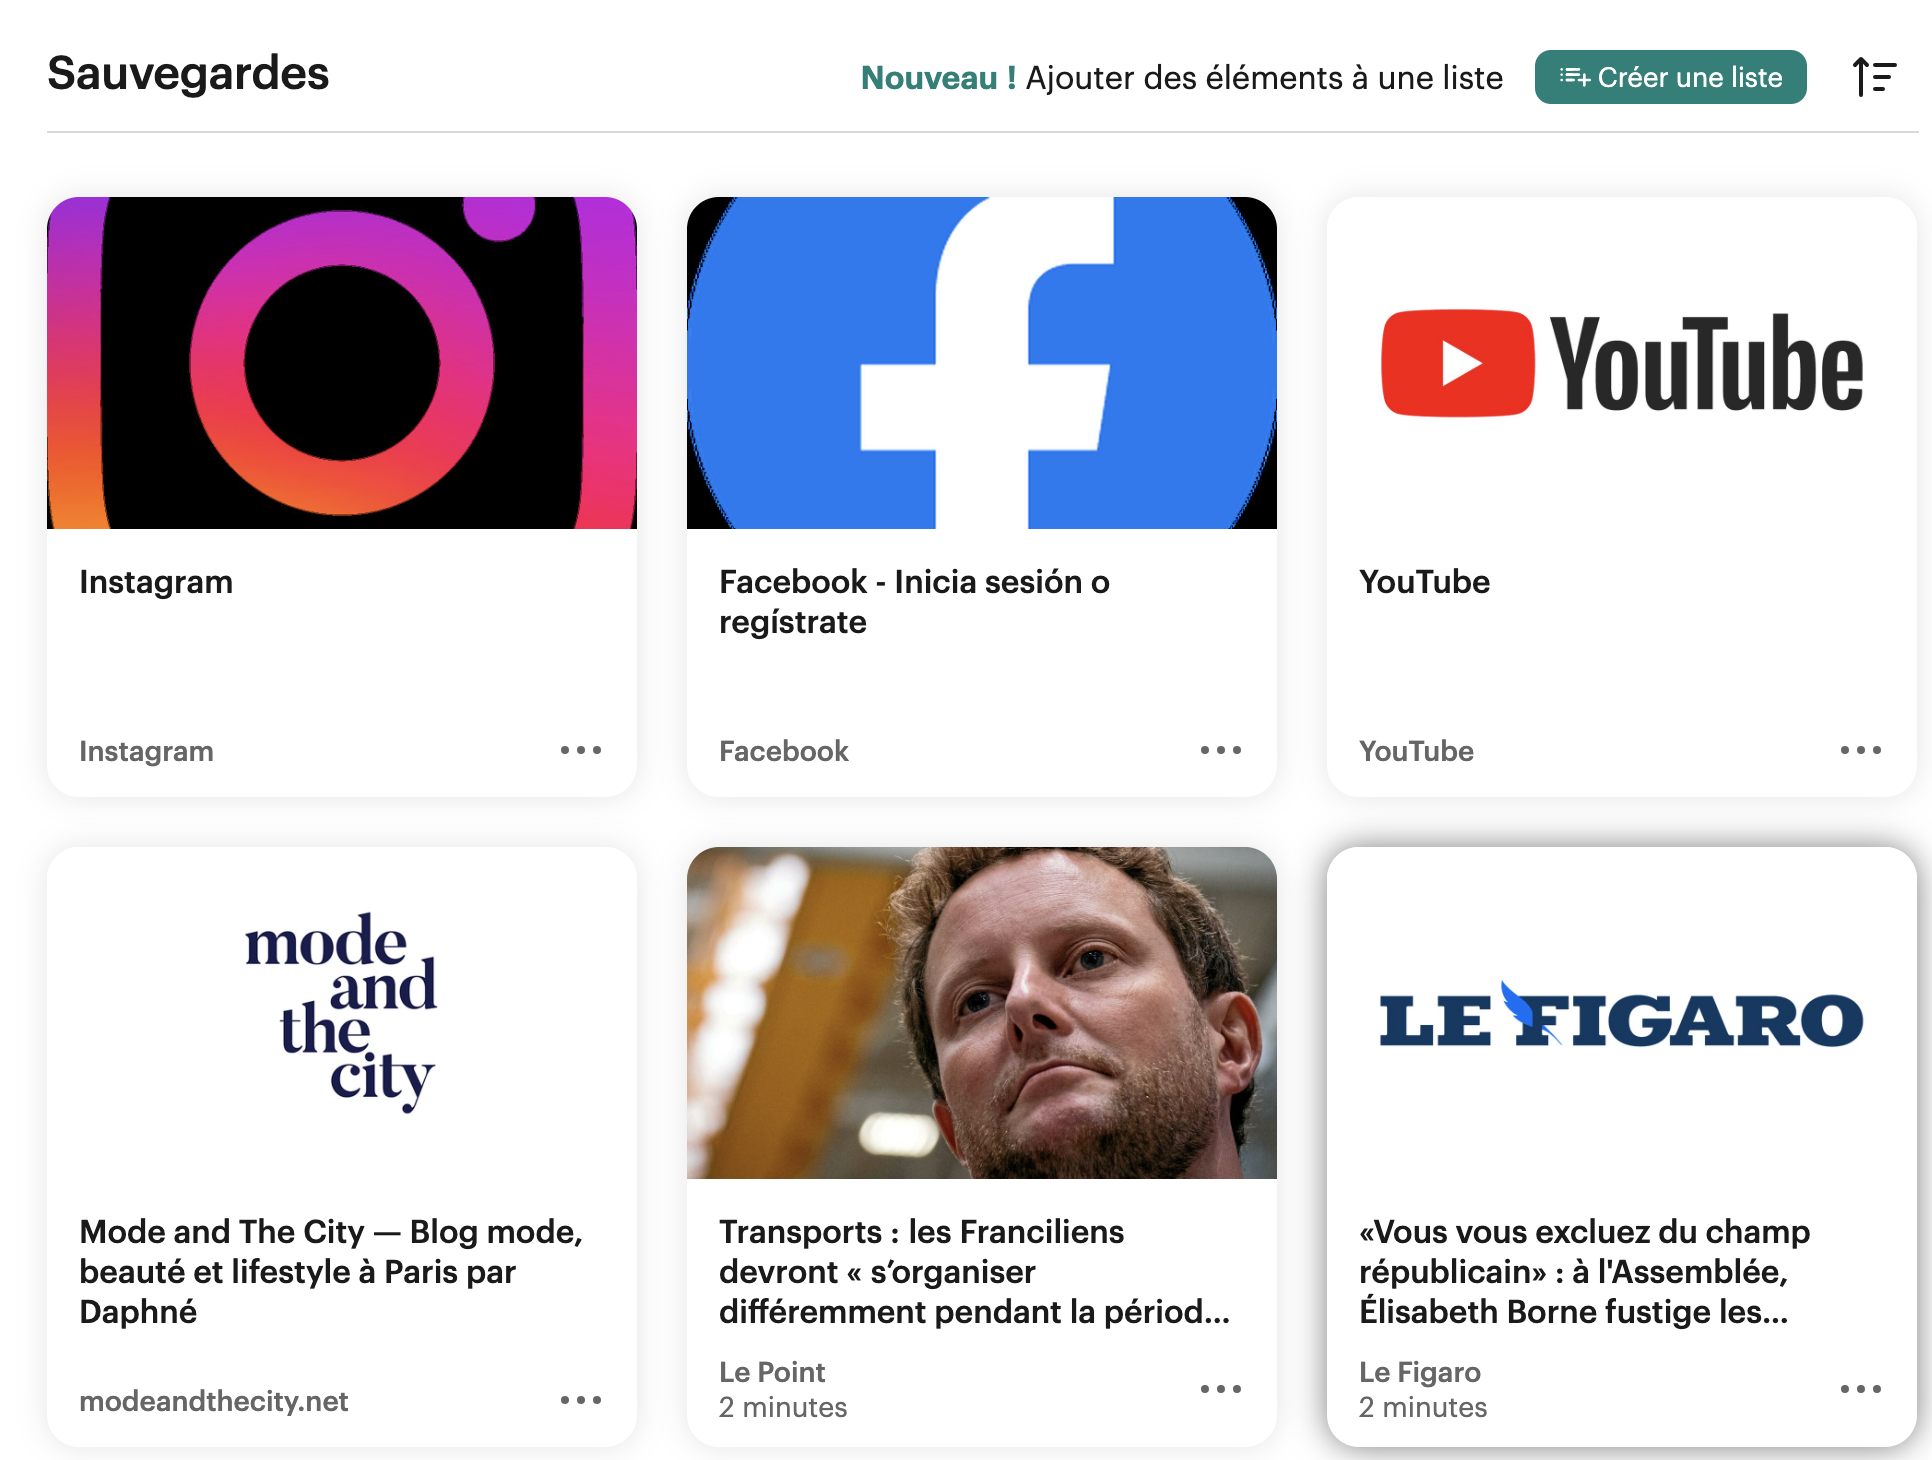 Sauvegardes
Nouveau ! Ajouter des éléments à une liste
Créer une liste
YouTube
Instagram
Instagram
Facebook - Inicia sesión o
regístrate
Facebook
YouTube
YouTube
mode
and
the
city
Mode and The City — Blog mode,
beauté et lifestyle à Paris par
Daphné
modeandthecity.net
Transports : les Franciliens
devront « s’organiser
différemment pendant la périod...
Le Point
2 minutes
LE FIGARO
«Vous vous excluez du champ
républicain» : à l'Assemblée,
Élisabeth Borne fustige les...
Le Figaro
2 minutes